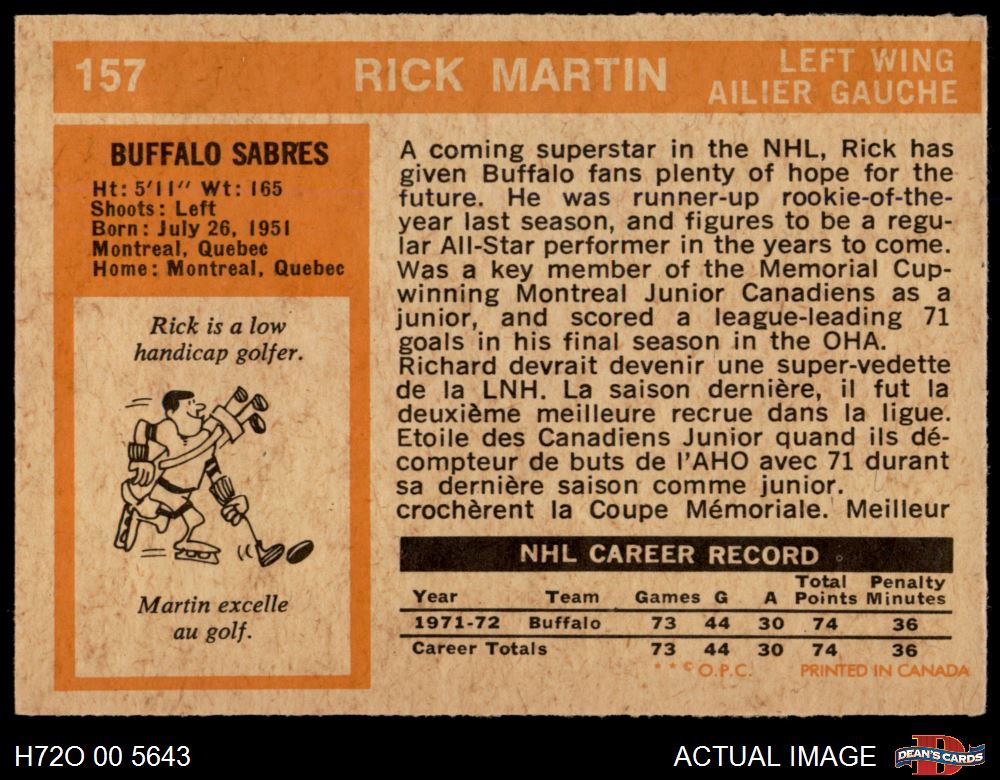 157
RICK MARTIN
LEFT WING
AILIER GAUCHE
BUFFALO SABRES
Ht: 5'11" Wt: 165
Shoots: Left
Born: July 26, 1951
Montreal, Quebec
Home: Montreal, Quebec
Rick is a low
handicap golfer.
Martin excelle
au golf.
A coming superstar in the NHL, Rick has
given Buffalo fans plenty of hope for the
future. He was runner-up rookie-of-the-
year last season, and figures to be a regu-
lar All-Star performer in the years to come.
Was a key member of the Memorial Cup-
winning Montreal Junior Canadiens as a
junior, and scored a league-leading 71
goals in his final season in the OHA.
Richard devrait devenir une super-vedette
de la LNH. La saison dernière, il fut la
deuxième meilleure recrue dans la ligue.
Etoile des Canadiens Junior quand ils dé-
compteur de buts de l'AHO avec 71 durant
sa dernière saison comme junior.
crochèrent la Coupe Mémoriale. Meilleur
NHL CAREER RECORD
Year Team Games G A Total Points Penalty Minutes
1971-72 Buffalo 73 44 30 74 36
Career Totals 73 44 30 74 36
* * © O.P.C. PRINTED IN CANADA
H72O 00 5643
ACTUAL IMAGE
D
DEAN'S CARDS